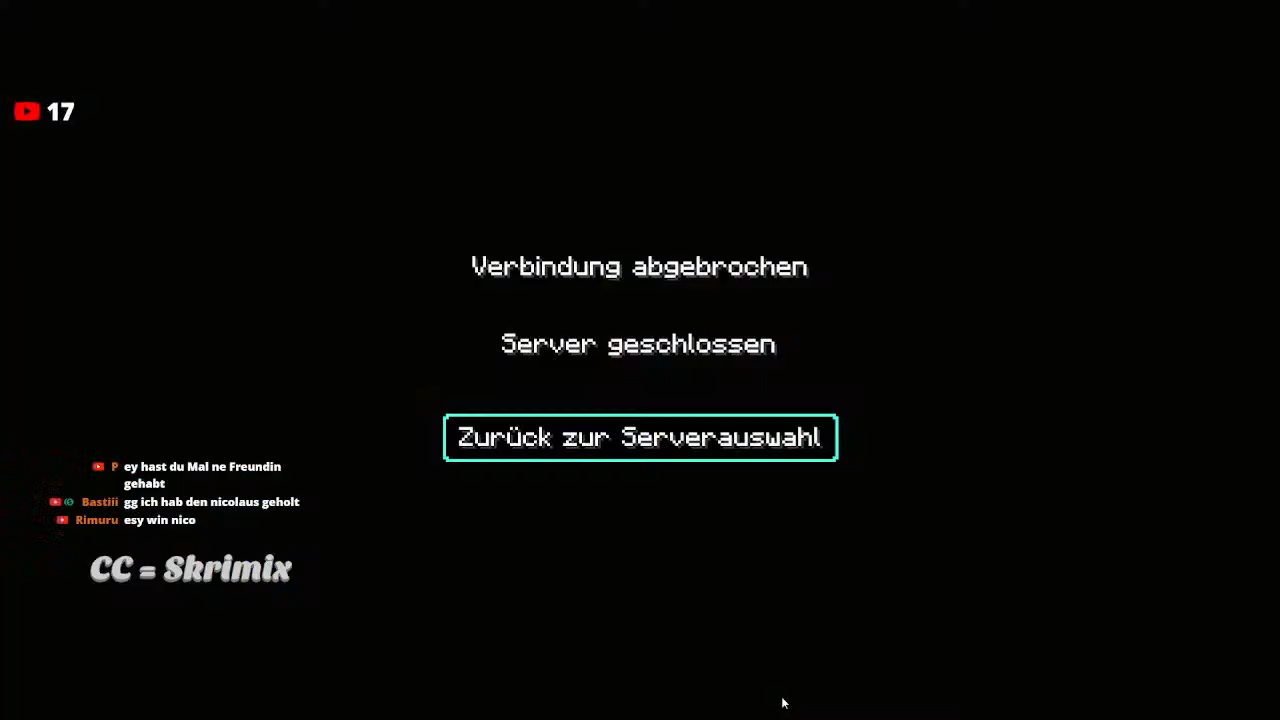 17
Verbindung abgebrochen
Server geschlossen
Zurück zur Serverauswahl
P ey hast du Mal ne Freundin
gehabt
Bastiii gg ich hab den nicolaus geholt
Rimuru esy win nico
CC = Skrimix